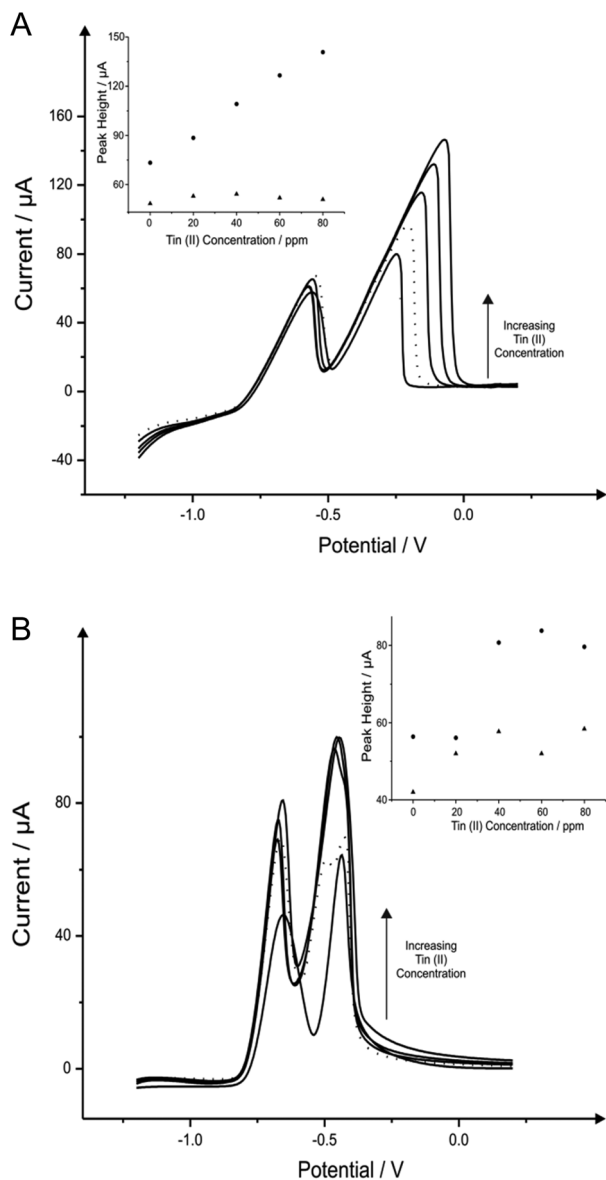 A
150
120
90
60
Peak Height / µA
0 20 40 60 80
Tin (II) Concentration / ppm
160
120
80
40
0
-40
Current / µA
Increasing
Tin (II)
Concentration
-1.0 -0.5 0.0
Potential / V
B
80
60
40
Peak Height / µA
0 20 40 60 80
Tin (II) Concentration / ppm
80
40
0
Current / µA
Increasing
Tin (II)
Concentration
-1.0 -0.5 0.0
Potential / V